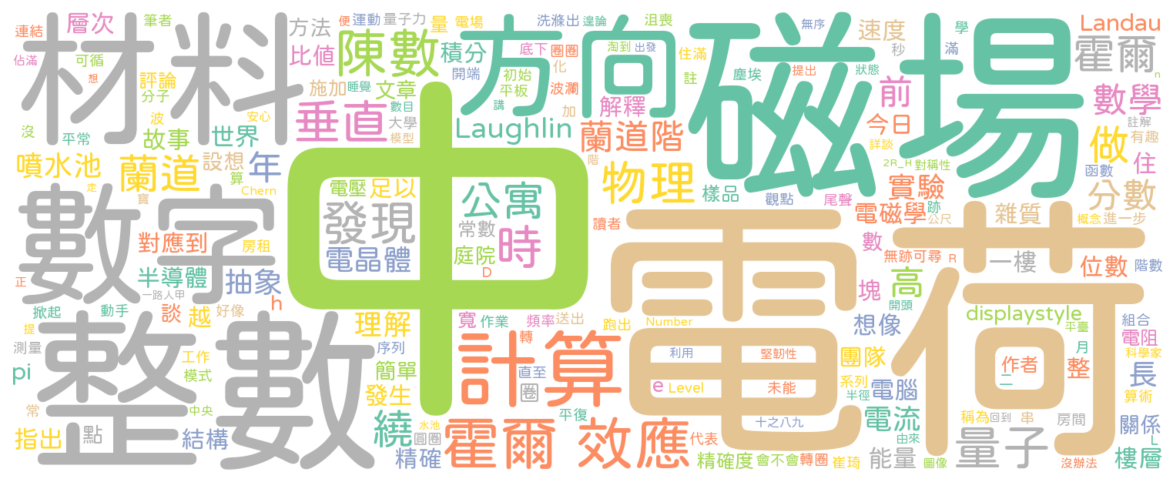 連結 層次 筆者 便 運動 量子力 量 電場 洗滌出 違論 無序 學 Landau
佔滿 材料 方法 淘到 出發 速度
可循 比值 陳數 積分 底下 圈圈 方向 住滿 磁場 秒 滿 霍爾
想 睡覺 開端 化 沮喪 狀態 n
評論 施加 文章 初始 波瀾 註 塵埃 提出 前 數學
分子 數目 平板 解釋
沒 波 安心 垂直 大學 講 加 今日 註解
平常 故事 世界 模型 Laughlin 蘭道階 詳談 做 有趣
噴水池 蘭道 設想 年 電壓 足以 中 公寓 物理 階 2R_H 對稱性 函數 住
算 樣品 觀點 尾聲 實驗 分數
走 Chern 發現 常數 時 電磁學 跡 雜質 概念 進一步
寶 房租 庭院 讀者 公尺
數字 對應到 電晶體 D 電荷 數 無跡可尋 R 一樓 位數 階數
正 半導體 抽象 塊 高 開頭
一路人甲 h
掀起 動手 談 越 好像 理解 寬 作業 頻率 送出 跑出 Number 想像 displaystyle 組合
提 平臺
測量 整數 工作 序列 計算 轉 利用 堅韌性 團隊 作者 月 電阻
pi 模式 簡單 直至 圈 e Level 未能 系列 電腦 一 整 長 科學家
常 中央 發生 半徑 算術
指出 點 結構 繞 水池 平復 十之八九 電流 稱為 回到 串 房間 關係
圓圈 霍爾 效應 代表 由來 L
精確 精確度 會不會 轉圈 崔琦 能量 圖像 量子 沒辦法 樓層